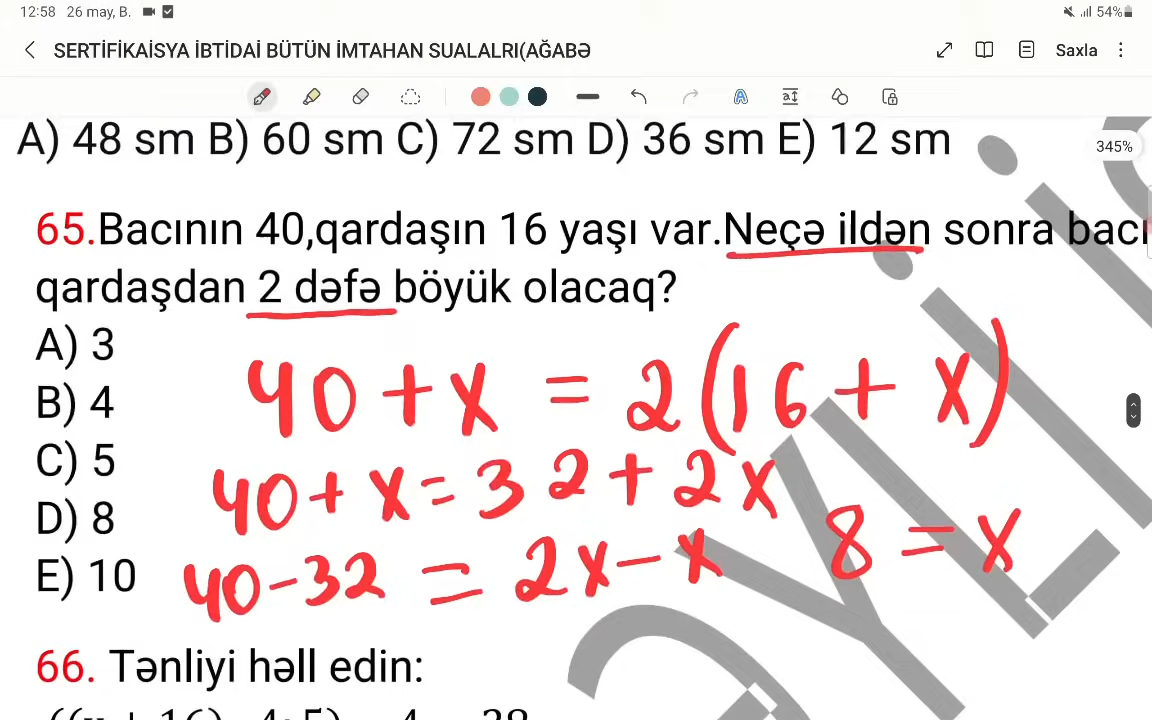 12:58 26 may, B. 54%
SERTİFİKAİSYA İBTİDAİ BÜTÜN İMTAHAN SUALALRI(AĞABƏ
Saxla
A) 48 sm B) 60 sm C) 72 sm D) 36 sm E) 12 sm
345%
65.Bacının 40,qardaşın 16 yaşı var.Neçə ildən sonra bacı
qardaşdan 2 dəfə böyük olacaq?
A) 3
40 + x = 2(16 + x)
B) 4
C) 5
40 + x = 32 + 2x
D) 8
8 = x
E) 10
40 - 32 = 2x - x
66. Tənliyi həll edin: